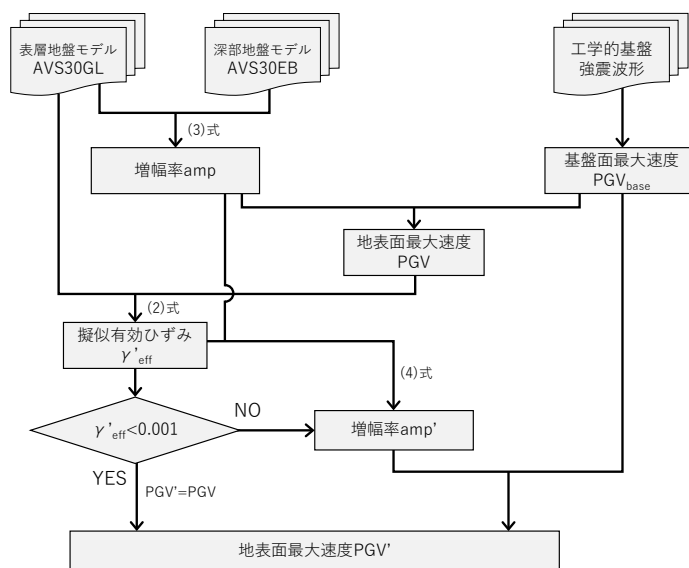 表層地盤モデル
AVS30GL
深部地盤モデル
AVS30EB
工学的基盤
強震波形
(3)式
増幅率amp
基盤面最大速度
PGVbase
地表面最大速度
PGV
(2)式
擬似有効ひずみ
γ'eff
(4)式
γ'eff<0.001
NO
増幅率amp'
YES
PGV'=PGV
地表面最大速度PGV'